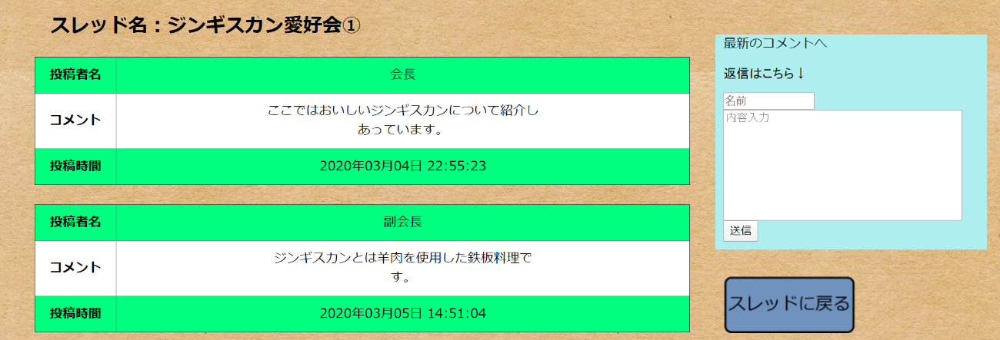 スレッド名：ジンギスカン愛好会①
投稿者名 会長
コメント ここではおいしいジンギスカンについて紹介し
あっています。
投稿時間 2020年03月04日 22:55:23
投稿者名 副会長
コメント ジンギスカンとは羊肉を使用した鉄板料理で
す。
投稿時間 2020年03月05日 14:51:04
最新のコメントへ
返信はこちら↓
名前
内容入力
送信
スレッドに戻る